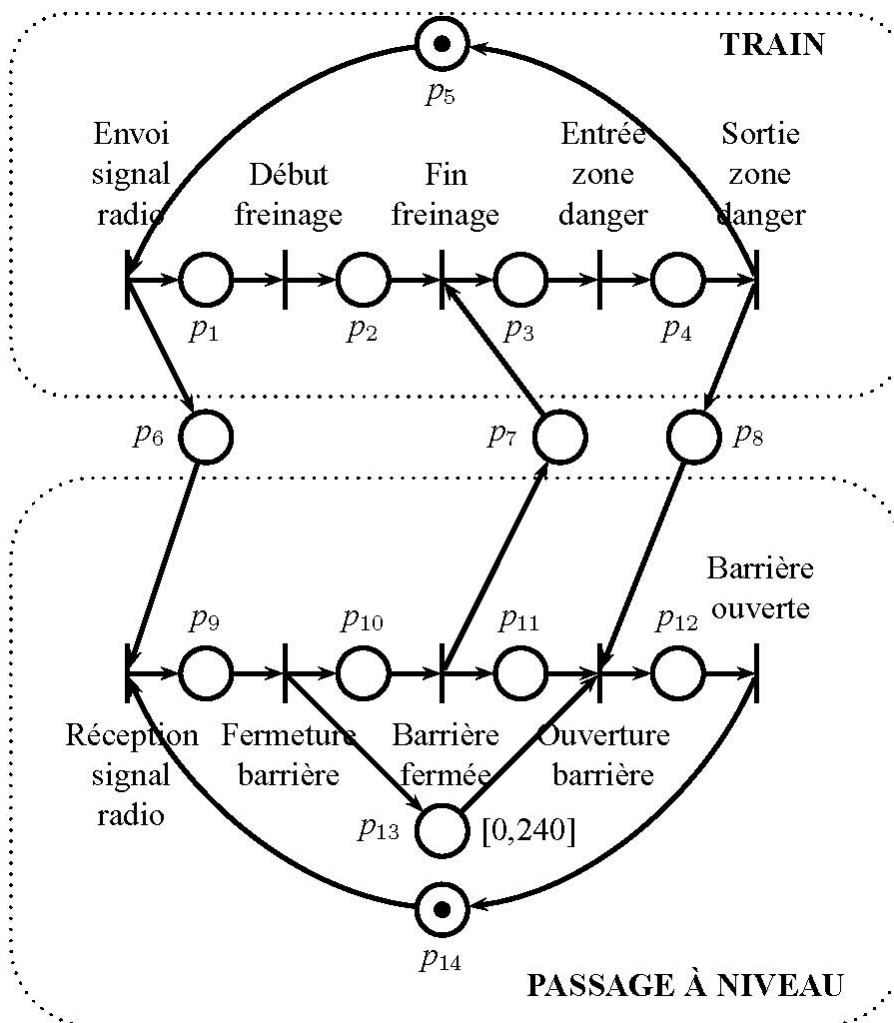 TRAIN
p5
Envoi
signal
radio
Début
freinage
Fin
freinage
Entrée
zone
danger
Sortie
zone
danger
p1
p2
p3
p4
p6
p7
p8
Barrière
ouverte
p9
p10
p11
p12
Réception
signal
radio
Fermeture
barrière
Barrière
fermée
Ouverture
barrière
p13
[0,240]
p14
PASSAGE À NIVEAU